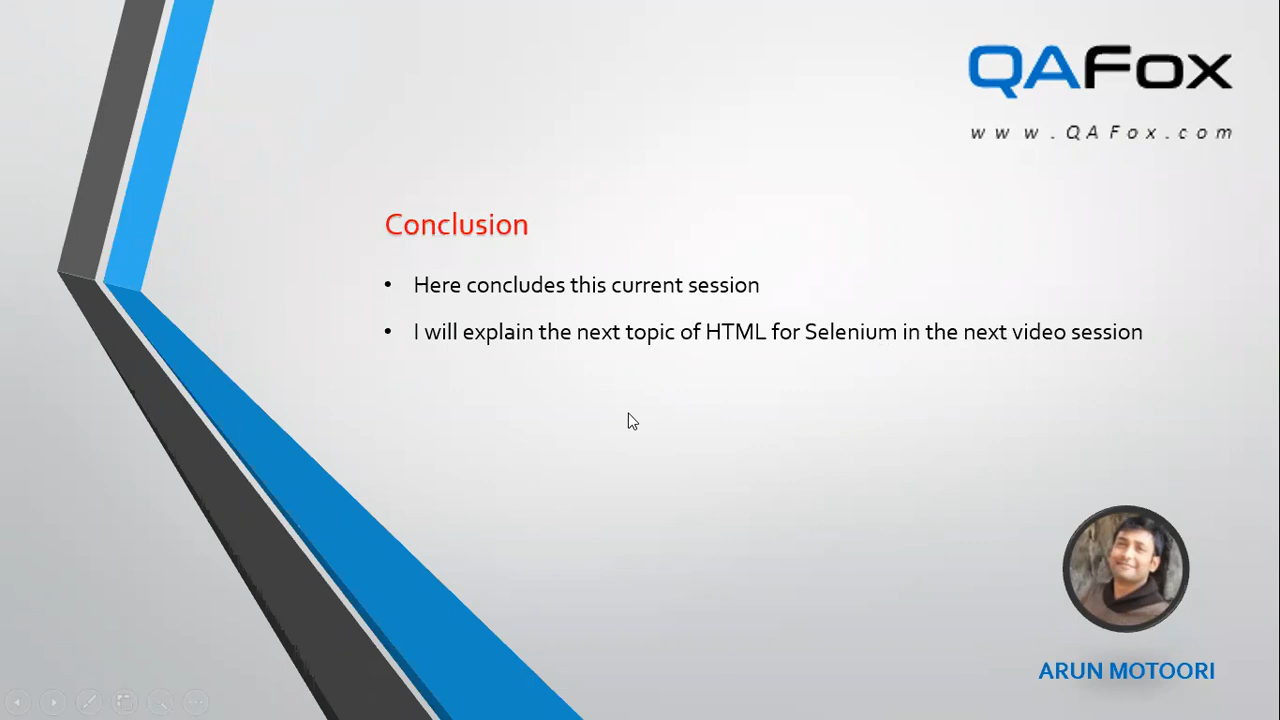 QAFox
www.QAFox.com
Conclusion
• Here concludes this current session
• I will explain the next topic of HTML for Selenium in the next video session
ARUN MOTOORI